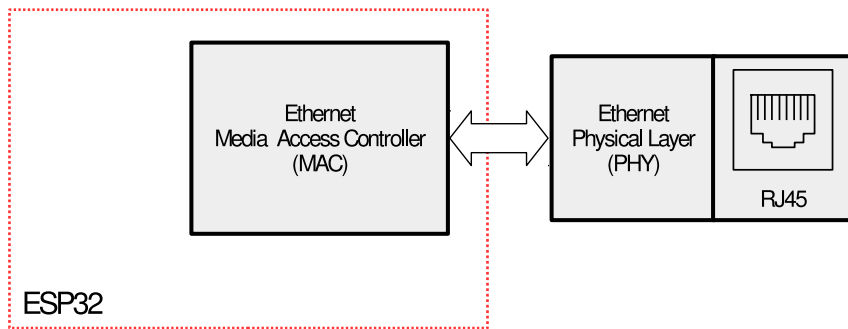 Ethernet
Media Access Controller
(MAC)
Ethernet
Physical Layer
(PHY)
RJ45
ESP32